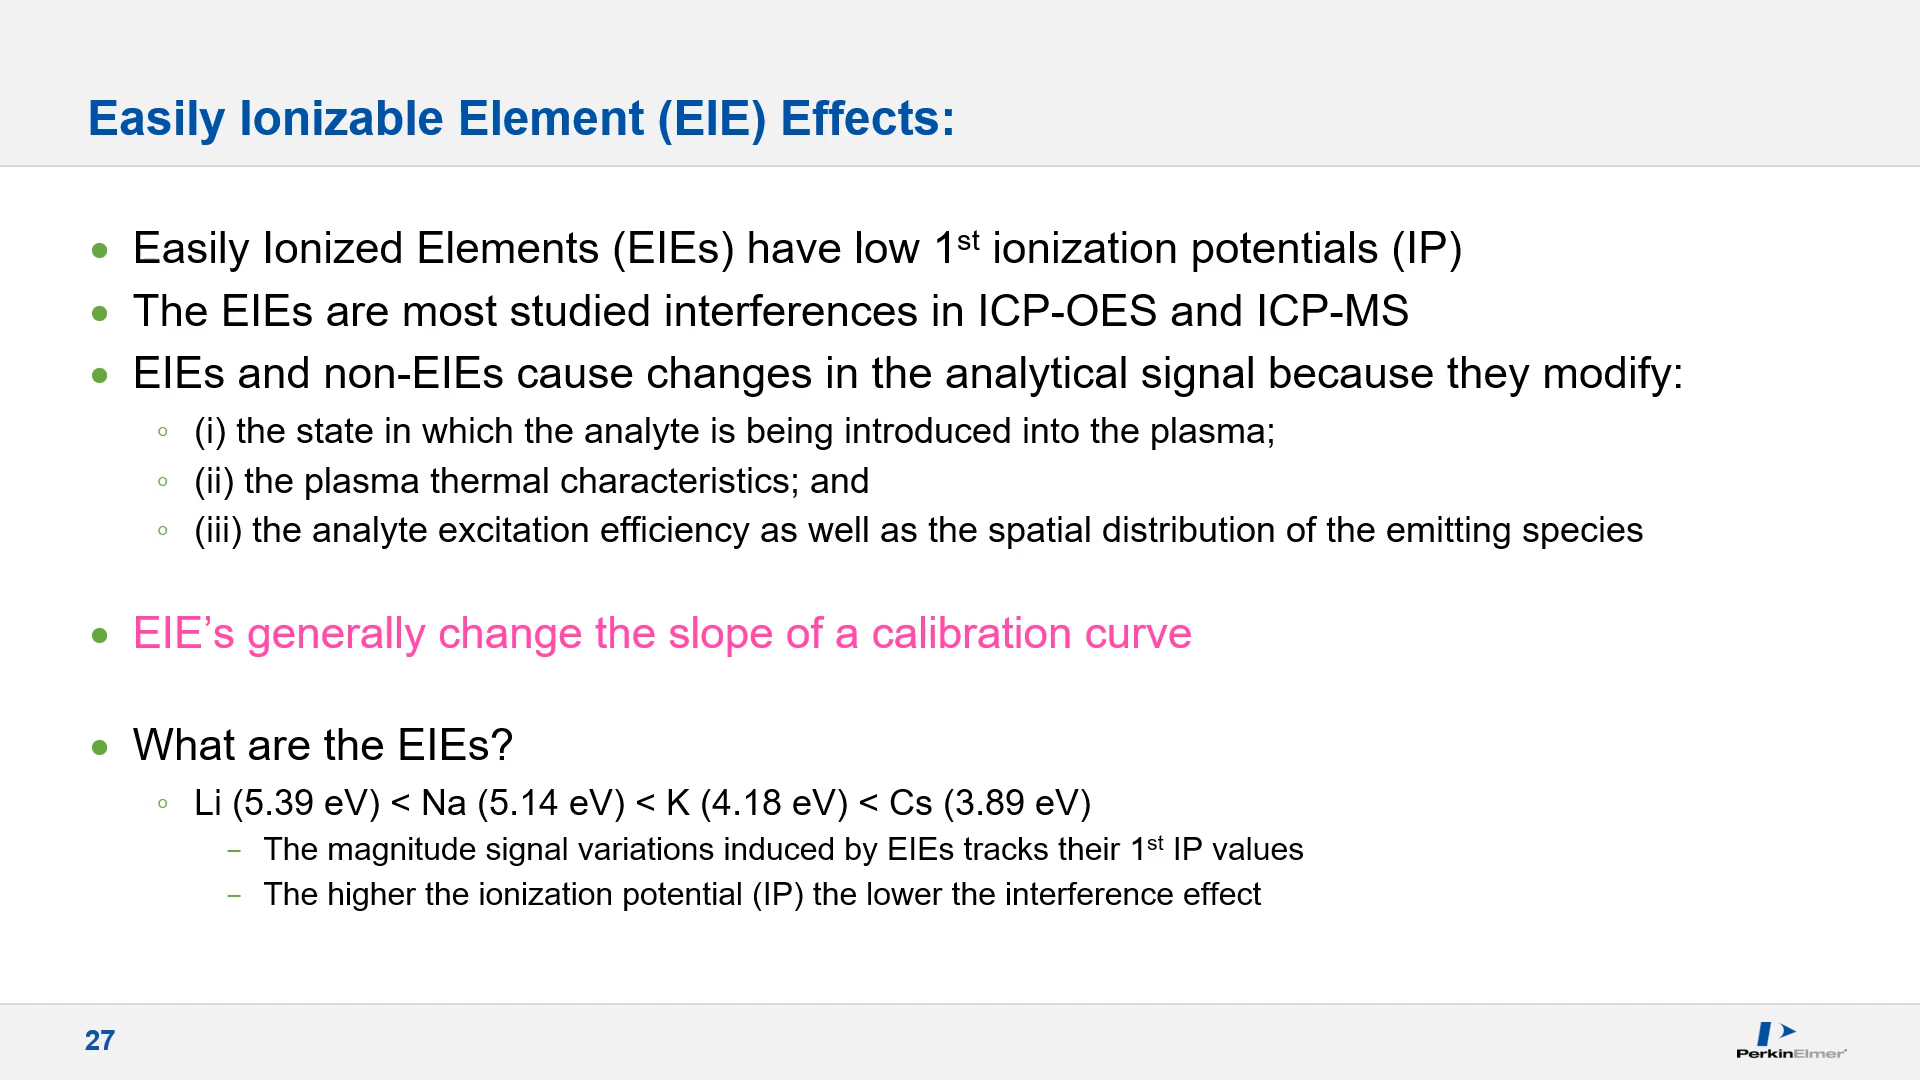 Easily Ionizable Element (EIE) Effects:
• Easily Ionized Elements (EIEs) have low 1st ionization potentials (IP)
• The EIEs are most studied interferences in ICP-OES and ICP-MS
• EIEs and non-EIEs cause changes in the analytical signal because they modify:
◦ (i) the state in which the analyte is being introduced into the plasma;
◦ (ii) the plasma thermal characteristics; and
◦ (iii) the analyte excitation efficiency as well as the spatial distribution of the emitting species
• EIE’s generally change the slope of a calibration curve
• What are the EIEs?
◦ Li (5.39 eV) < Na (5.14 eV) < K (4.18 eV) < Cs (3.89 eV)
– The magnitude signal variations induced by EIEs tracks their 1st IP values
– The higher the ionization potential (IP) the lower the interference effect
27
PerkinElmer